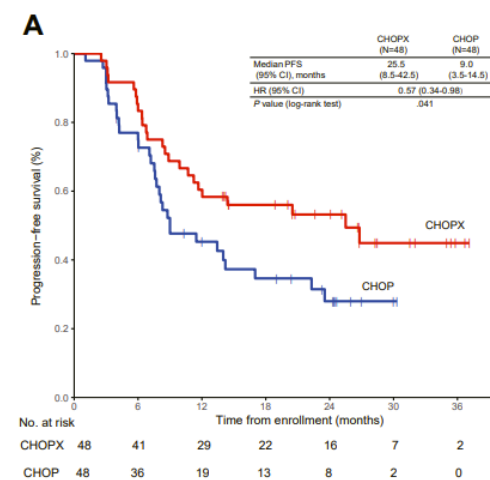 A
CHOPX CHOP
(N=48) (N=48)
Median PFS 25.5 9.0
(95% CI), months (8.5-42.5) (3.5-14.5)
HR (95% CI) 0.57 (0.34-0.98)
P value (log-rank test) .041
Progression-free survival (%)
1.0
0.8
0.6
0.4
0.2
0.0
CHOPX
CHOP
0 6 12 18 24 30 36
Time from enrollment (months)
No. at risk
CHOPX 48 41 29 22 16 7 2
CHOP 48 36 19 13 8 2 0